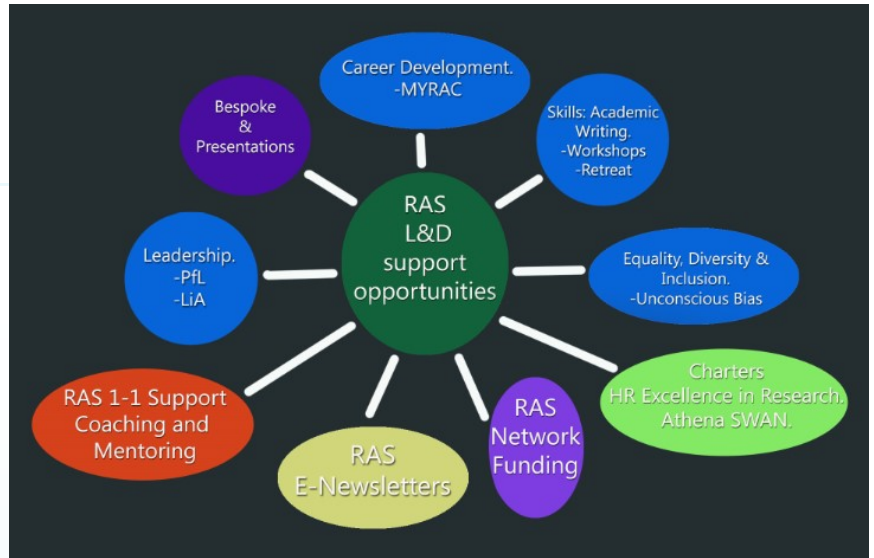 Career Development.
-MYRAC
Bespoke
&
Presentations
Skills: Academic
Writing.
-Workshops
-Retreat
RAS
L&D
support
opportunities
Leadership.
-PfL
-LiA
Equality, Diversity &
Inclusion.
-Unconscious Bias
RAS 1-1 Support
Coaching and
Mentoring
RAS
E-Newsletters
RAS
Network
Funding
Charters
HR Excellence in Research.
Athena SWAN.